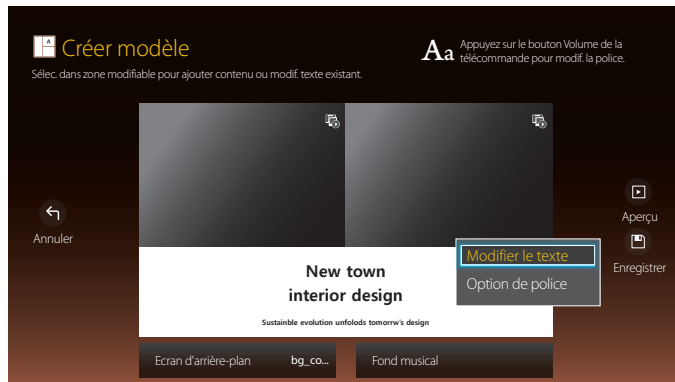 Créer modèle
Sélec. dans zone modifiable pour ajouter contenu ou modif. texte existant.
Aa
Appuyez sur le bouton Volume de la
télécommande pour modif. la police.
Annuler
New town
interior design
Sustainble evolution unfolods tomorrw's design
Modifier le texte
Option de police
Aperçu
Enregistrer
Ecran d'arrière-plan
bg_co...
Fond musical